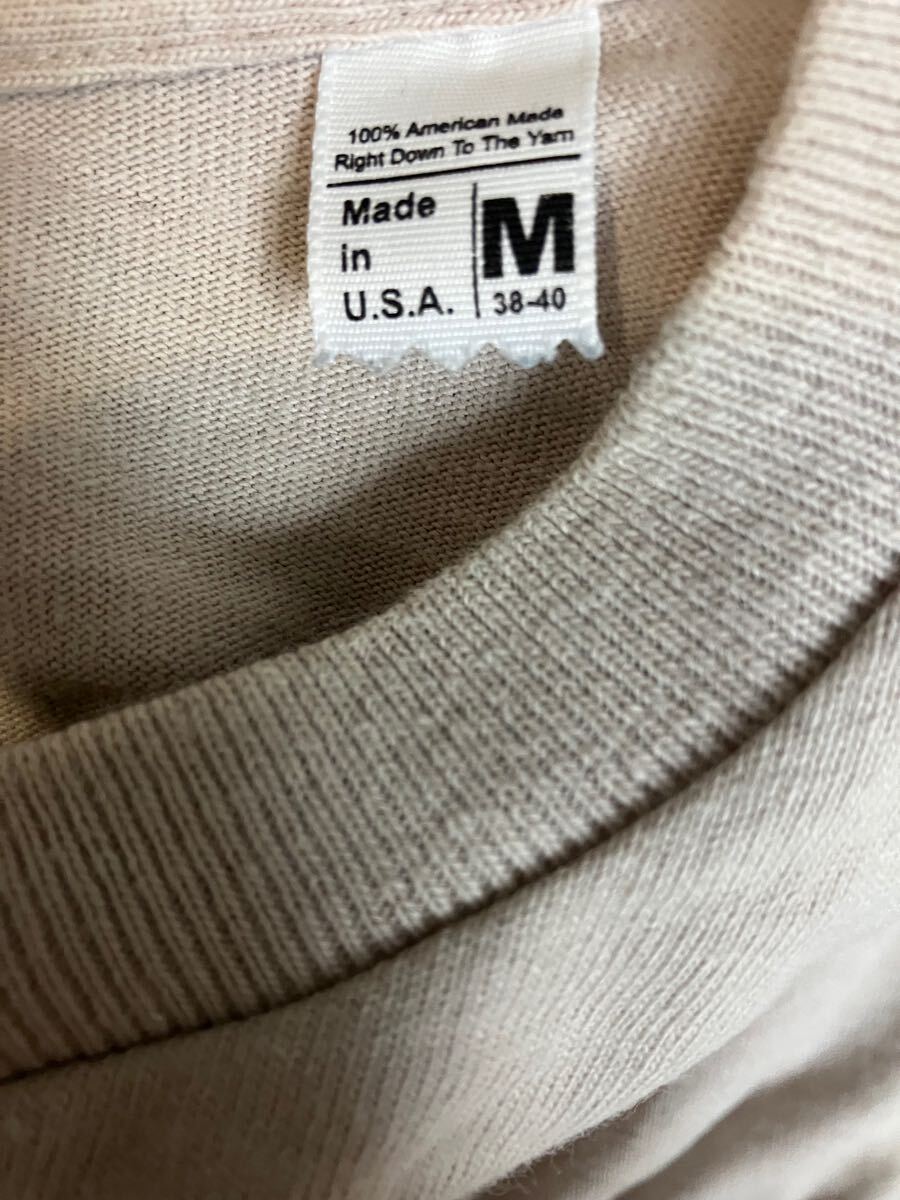 100% American Made
Right Down To The Yarn
Made
in
U.S.A.
M
38-40